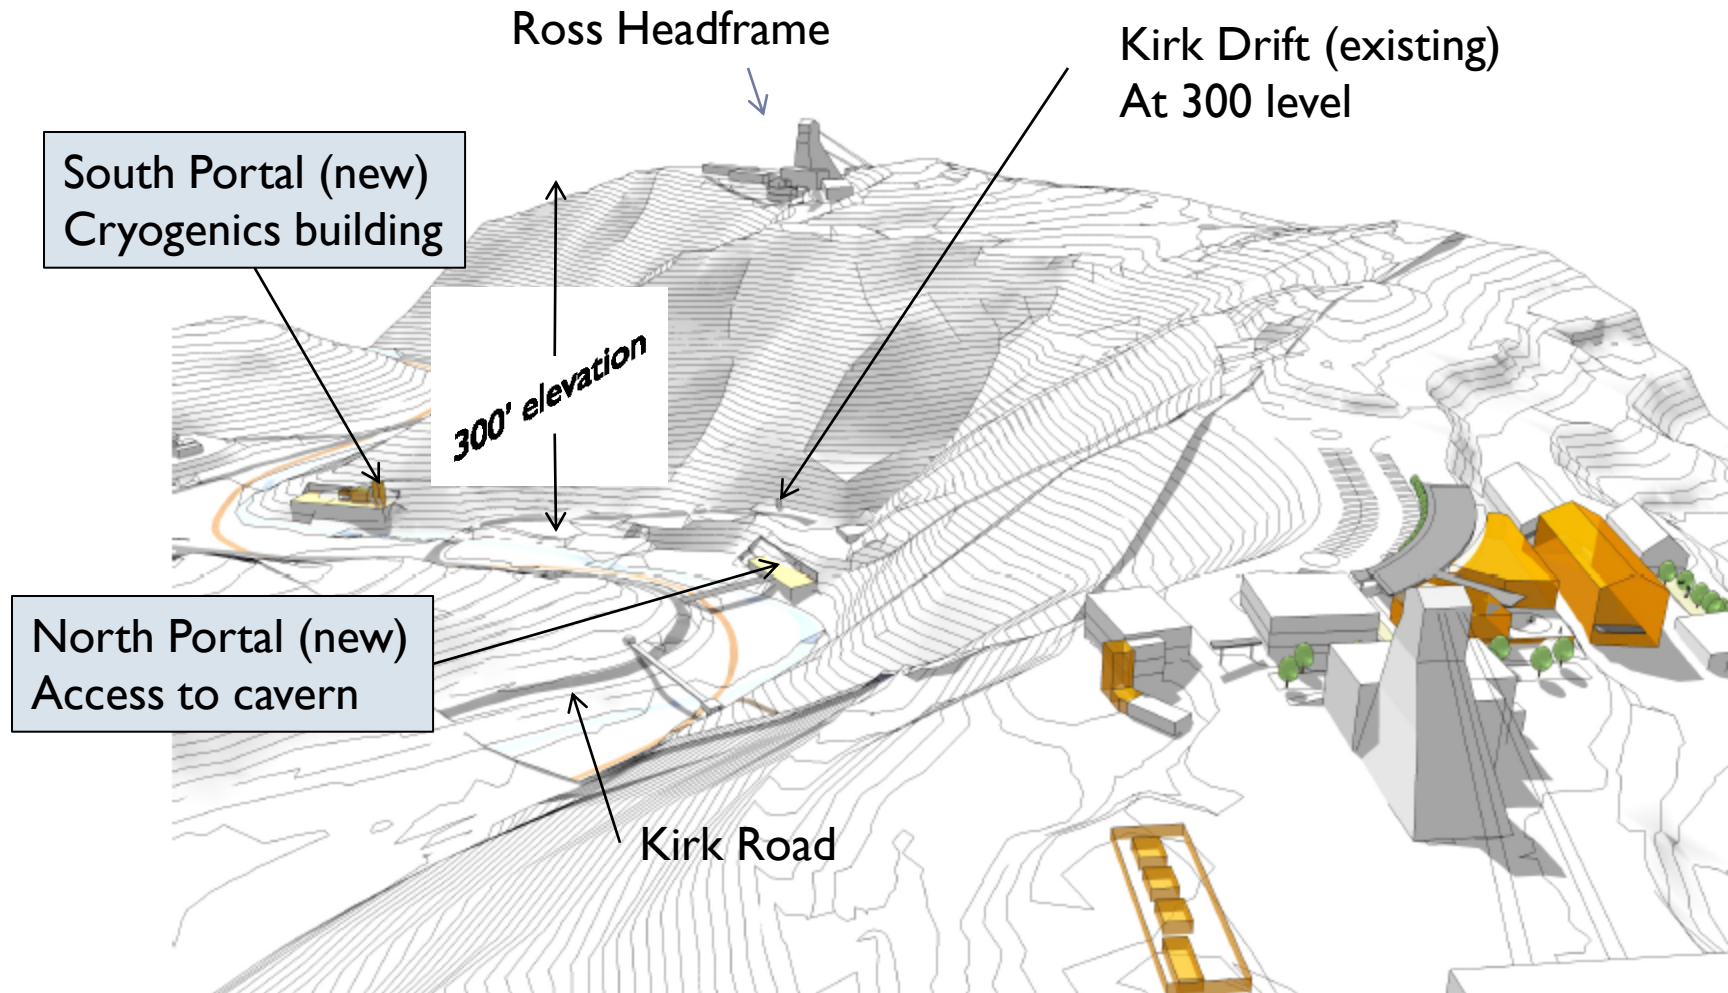 Ross Headframe
Kirk Drift (existing)
At 300 level
South Portal (new)
Cryogenics building
300' elevation
North Portal (new)
Access to cavern
Kirk Road